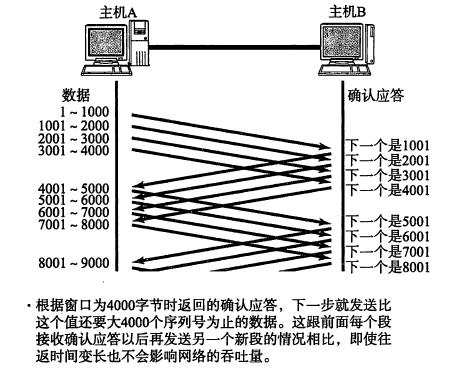 主机A
主机B
数据
确认应答
1 ~ 1000
1001 ~ 2000
2001 ~ 3000
3001 ~ 4000
下一个是1001
下一个是2001
下一个是3001
下一个是4001
4001 ~ 5000
5001 ~ 6000
6001 ~ 7000
7001 ~ 8000
下一个是5001
下一个是6001
下一个是7001
下一个是8001
8001 ~ 9000
·根据窗口为4000字节时返回的确认应答，下一步就发送比
这个值还要大4000个序列号为止的数据。这跟前面每个段
接收确认应答以后再发送另一个新段的情况相比，即使往
返时间变长也不会影响网络的吞吐量。